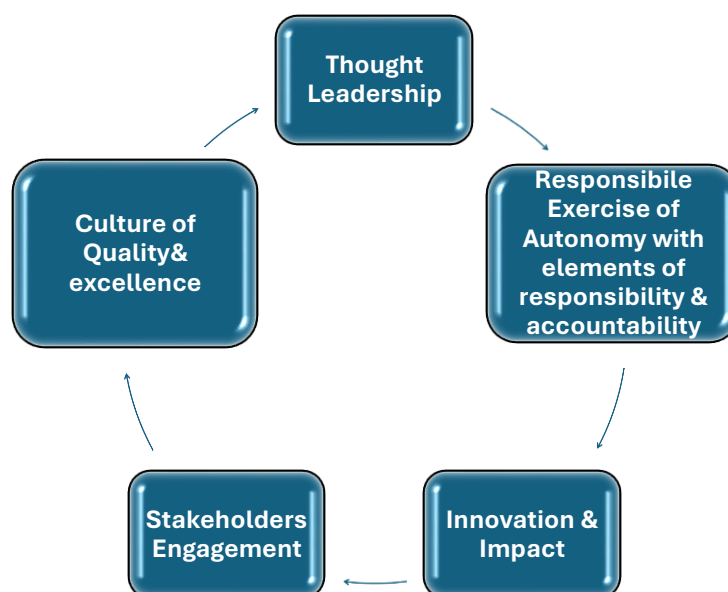 Thought
Leadership
Responsibile
Exercise of
Autonomy with
elements of
responsibility &
accountability
Innovation &
Impact
Stakeholders
Engagement
Culture of
Quality&
excellence